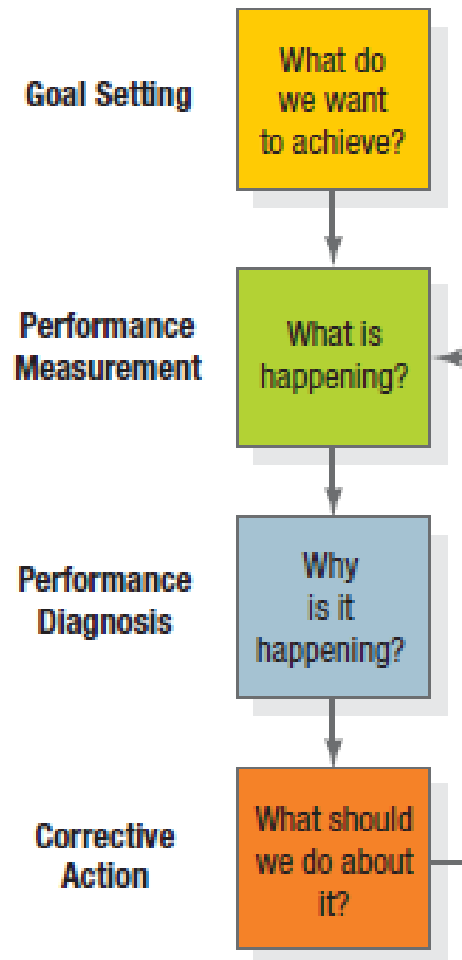 Goal Setting
What do
we want
to achieve?
Performance
Measurement
What is
happening?
Performance
Diagnosis
Why
is it
happening?
Corrective
Action
What should
we do about
it?